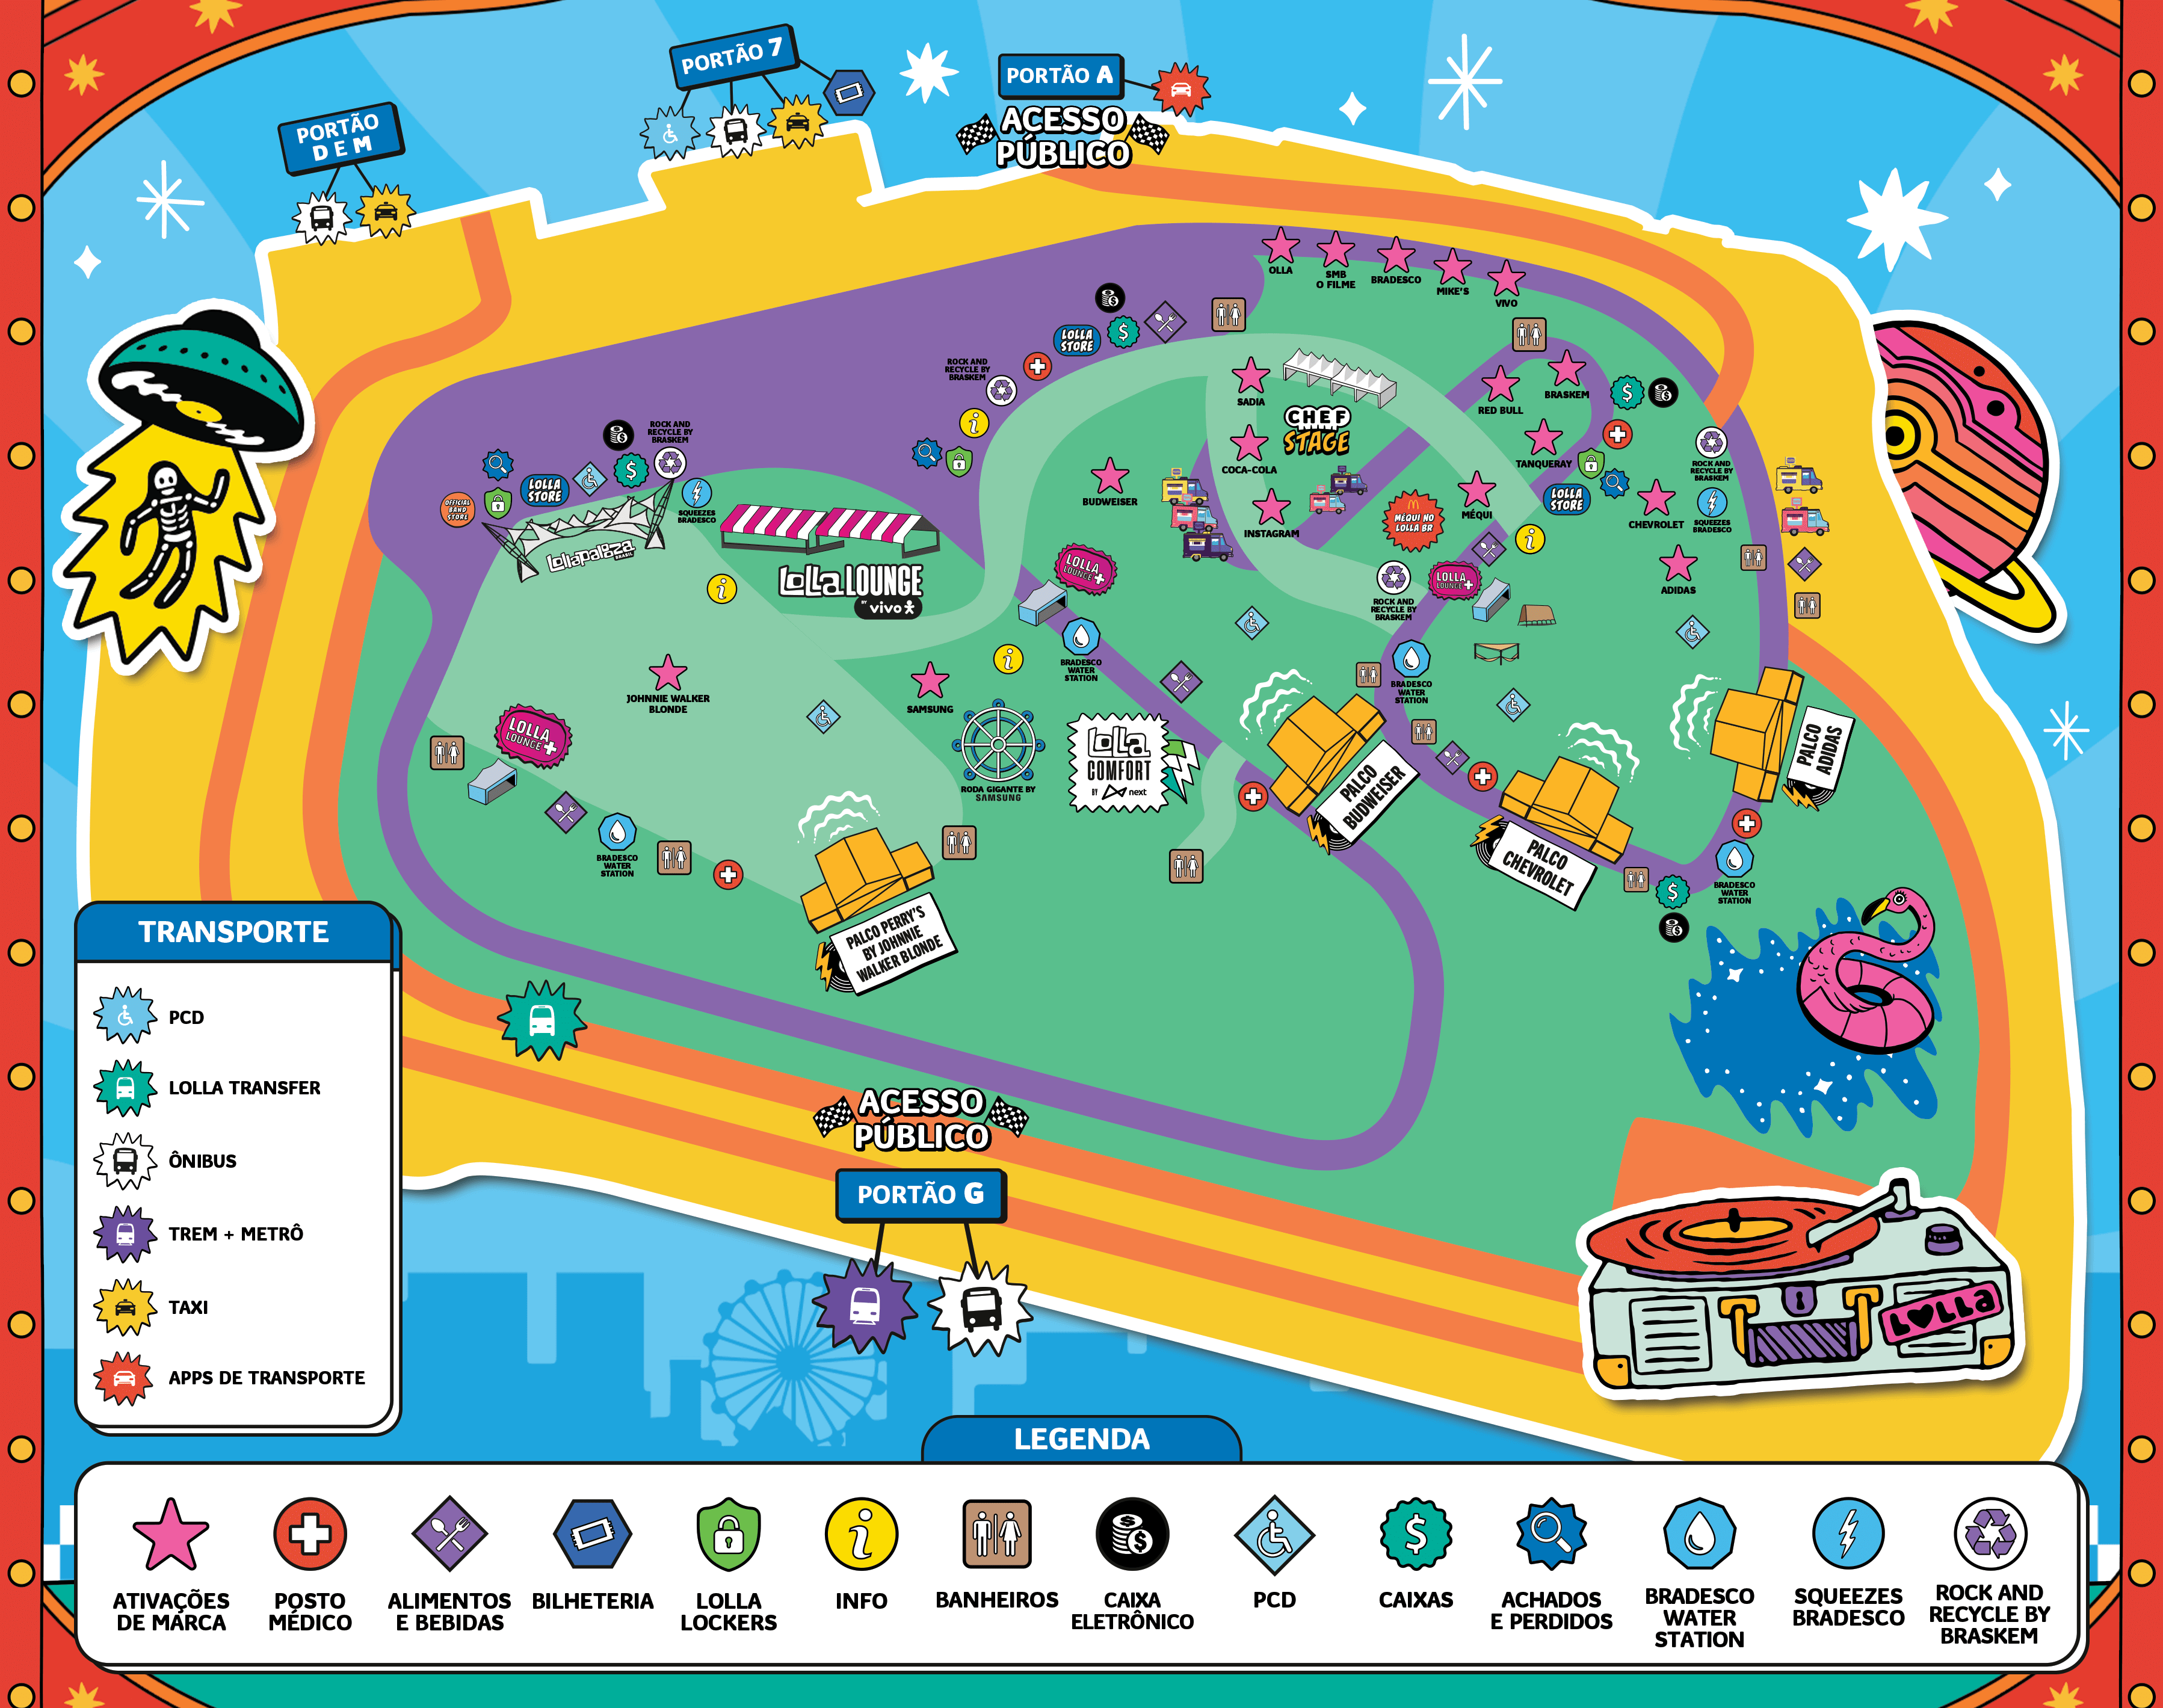 PORTÃO 7
PORTÃO A
ACESSO
PÚBLICO
PORTÃO
D E M
OLLA
SMB
O FILME
BRADESCO
MIKE'S
VIVO
LOLLA
STORE
ROCK AND
RECYCLE BY
BRASKEM
SADIA
CHEF
STAGE
RED BULL
BRASKEM
COCA-COLA
TANQUERAY
ROCK AND
RECYCLE BY
BRASKEM
ROCK AND
RECYCLE BY
BRASKEM
OFFICIAL
BAND
STORE
LOLLA
STORE
SQUEEZES
BRADESCO
BUDWEISER
INSTAGRAM
MÉQUI NO
LOLLA BR
MÉQUI
LOLLA
STORE
CHEVROLET
SQUEEZES
BRADESCO
Lollapalooza
BRASIL
LOLLA LOUNGE
BY vivo
LOLLA
LOUNGE+
ROCK AND
RECYCLE BY
BRASKEM
LOLLA
LOUNGE+
ADIDAS
BRADESCO
WATER
STATION
BRADESCO
WATER
STATION
JOHNNIE WALKER
BLONDE
SAMSUNG
LOLLA
LOUNGE+
RODA GIGANTE BY
SAMSUNG
LOLLA
COMFORT
BY next
PALCO
BUDWEISER
PALCO
ADIDAS
PALCO
CHEVROLET
BRADESCO
WATER
STATION
BRADESCO
WATER
STATION
PALCO PERRY'S
BY JOHNNIE
WALKER BLONDE
ACESSO
PÚBLICO
PORTÃO G
LOLLA
TRANSPORTE
PCD
LOLLA TRANSFER
ÔNIBUS
TREM + METRÔ
TAXI
APPS DE TRANSPORTE
LEGENDA
ATIVAÇÕES
DE MARCA
POSTO
MÉDICO
ALIMENTOS
E BEBIDAS
BILHETERIA
LOLLA
LOCKERS
INFO
BANHEIROS
CAIXA
ELETRÔNICO
PCD
CAIXAS
ACHADOS
E PERDIDOS
BRADESCO
WATER
STATION
SQUEEZES
BRADESCO
ROCK AND
RECYCLE BY
BRASKEM